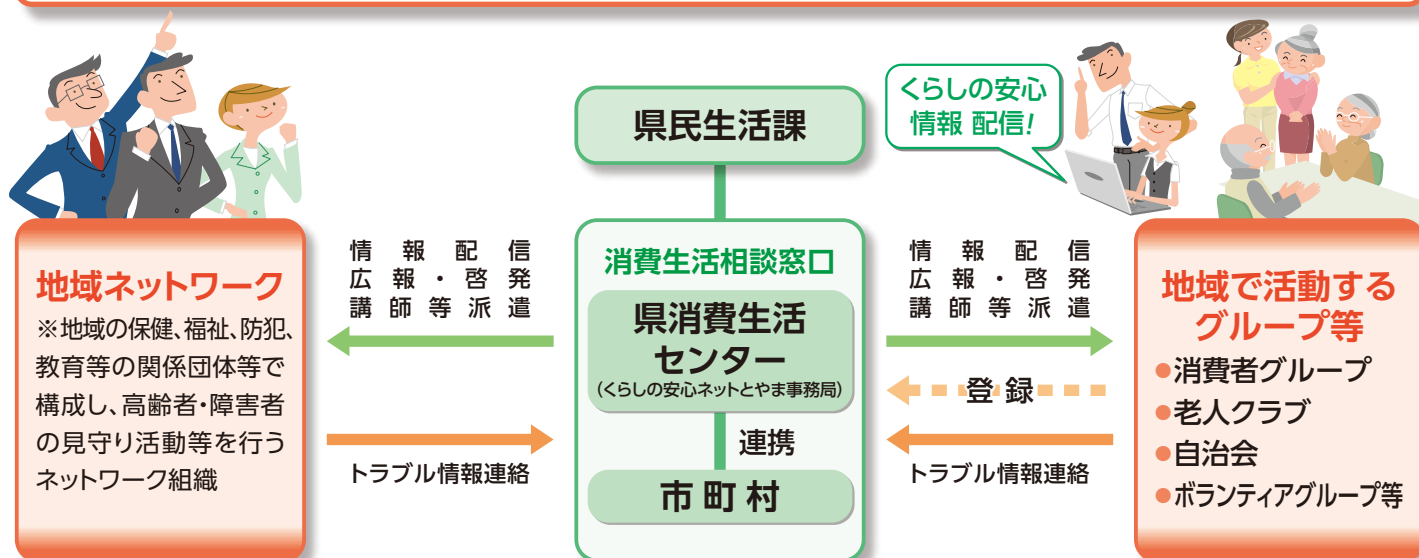 県民生活課
くらしの安心
情報 配信!
地域ネットワーク
※地域の保健、福祉、防犯、
教育等の関係団体等で
構成し、高齢者・障害者
の見守り活動等を行う
ネットワーク組織
情報配信
広報・啓発
講師等派遣
トラブル情報連絡
消費生活相談窓口
県消費生活
センター
(くらしの安心ネットとやま事務局)
連携
市町村
情報配信
広報・啓発
講師等派遣
登録
トラブル情報連絡
地域で活動する
グループ等
●消費者グループ
●老人クラブ
●自治会
●ボランティアグループ等